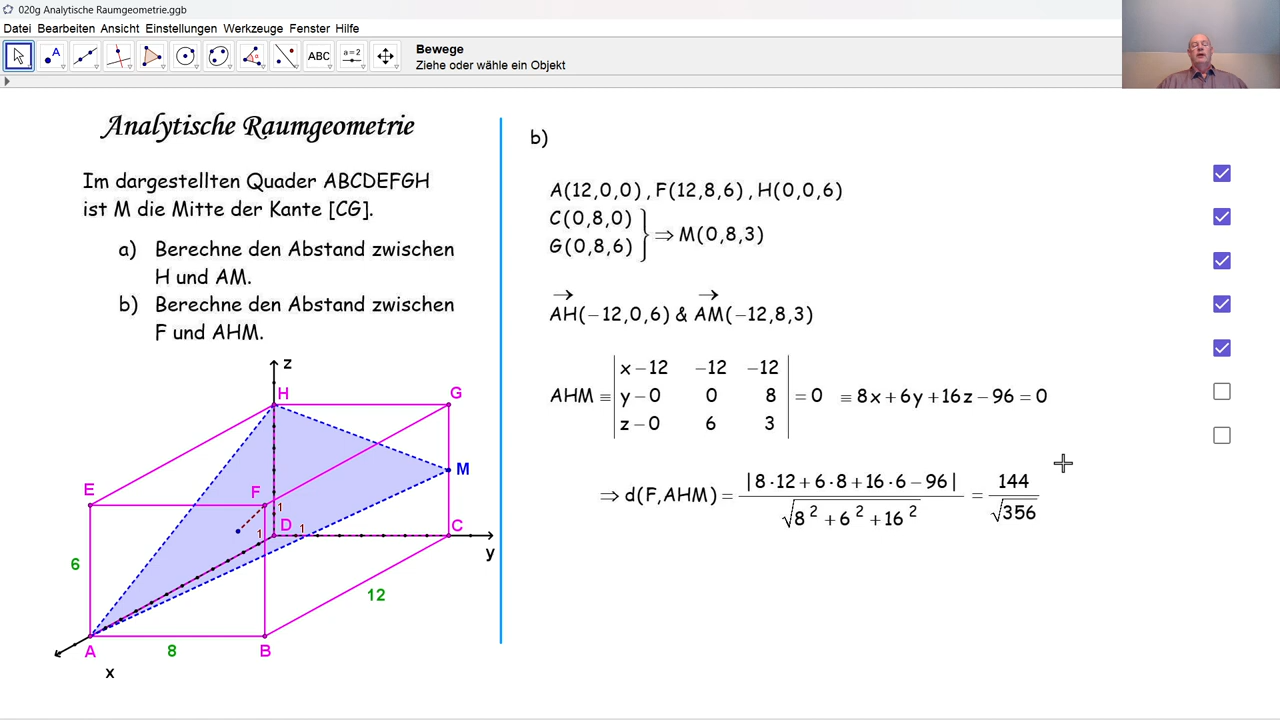 020g Analytische Raumgeometrie.ggb
Datei Bearbeiten Ansicht Einstellungen Werkzeuge Fenster Hilfe
A
ABC
a=2
Bewege
Ziehe oder wähle ein Objekt
Analytische Raumgeometrie
Im dargestellten Quader ABCDEFGH
ist M die Mitte der Kante [CG].
a) Berechne den Abstand zwischen
H und AM.
b) Berechne den Abstand zwischen
F und AHM.
z
H
G
M
E
F
1
D
1
1
C
y
6
12
A
8
B
x
b)
A(12,0,0) , F(12,8,6) , H(0,0,6)
C(0,8,0)
G(0,8,6)
} ⇒ M(0,8,3)
→ →
AH(−12,0,6) & AM(−12,8,3)
AHM ≡ | x−12 −12 −12 |
| y−0 0 8 | = 0 ≡ 8x+6y+16z−96 = 0
| z−0 6 3 |
⇒ d(F,AHM) = |8·12+6·8+16·6−96| / √8²+6²+16² = 144 / √356